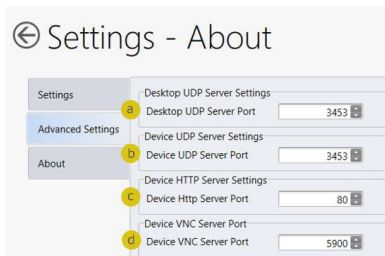 Settings - About
Settings
Advanced Settings
About
Desktop UDP Server Settings
a Desktop UDP Server Port 3453
Device UDP Server Settings
b Device UDP Server Port 3453
Device HTTP Server Settings
c Device Http Server Port 80
Device VNC Server Port
d Device VNC Server Port 5900